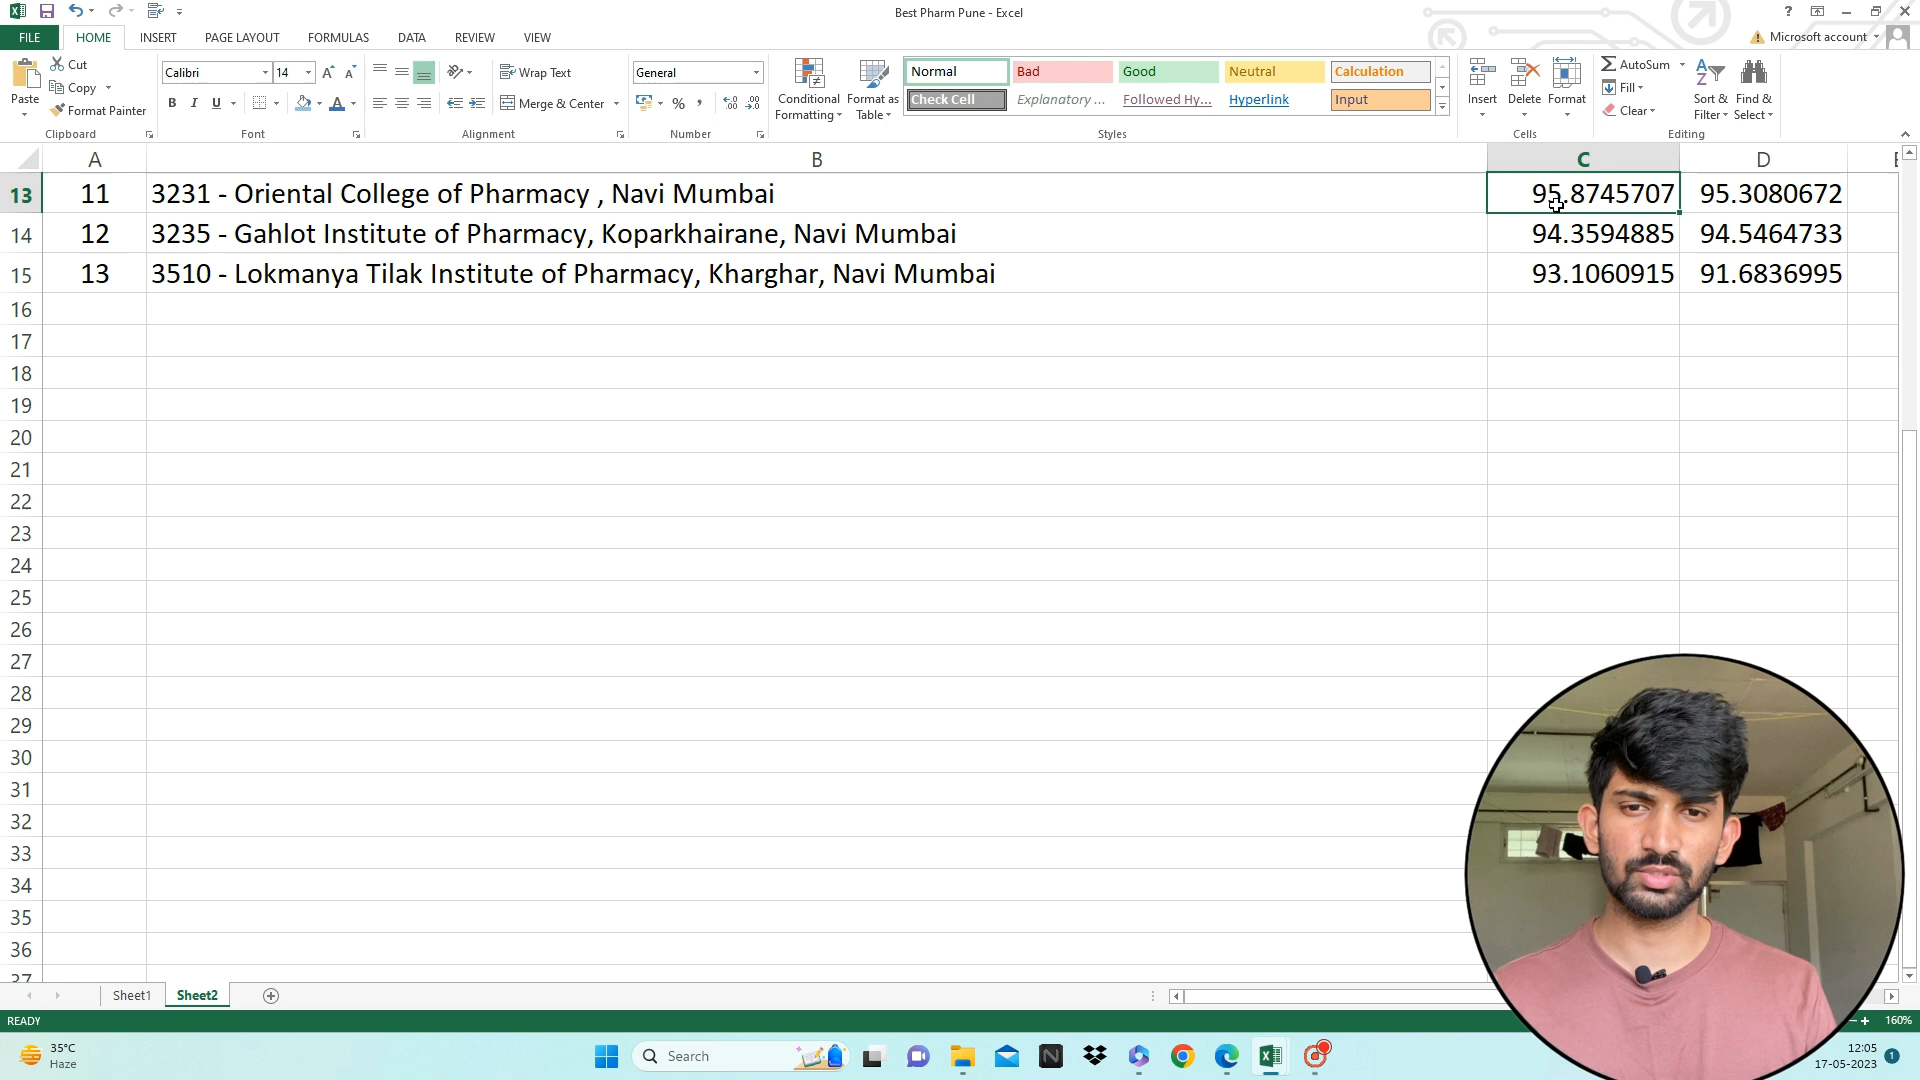 Best Pharm Pune - Excel
?
FILE HOME INSERT PAGE LAYOUT FORMULAS DATA REVIEW VIEW Microsoft account
Paste
Cut
Copy
Format Painter
Clipboard
Calibri 14
B I U
Font
Wrap Text
Merge & Center
Alignment
General
%
Number
Conditional Formatting
Format as Table
Normal Bad Good Neutral Calculation
Check Cell Explanatory ... Followed Hy... Hyperlink Input
Styles
Insert Delete Format
Cells
AutoSum
Fill
Clear
Sort & Filter
Find & Select
Editing
A B C D E
13 11 3231 - Oriental College of Pharmacy , Navi Mumbai 95.8745707 95.3080672
14 12 3235 - Gahlot Institute of Pharmacy, Koparkhairane, Navi Mumbai 94.3594885 94.5464733
15 13 3510 - Lokmanya Tilak Institute of Pharmacy, Kharghar, Navi Mumbai 93.1060915 91.6836995
16
17
18
19
20
21
22
23
24
25
26
27
28
29
30
31
32
33
34
35
36
37
Sheet1 Sheet2
READY 160%
35°C
Haze
Search
12:05
17-05-2023
1